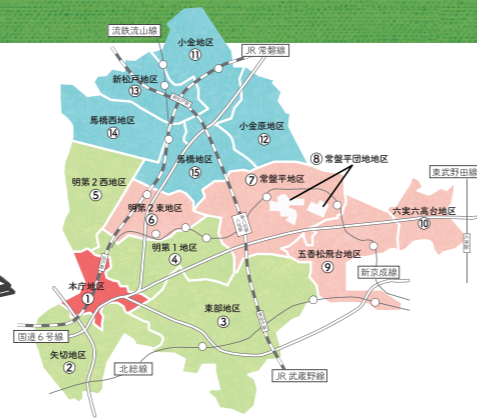 流鉄流山線
小金地区
⑪
JR 常磐線
新松戸地区
⑬
馬橋西地区
⑭
小金原地区
⑫
馬橋地区
⑮
⑧ 常盤平団地地区
⑦ 常盤平地区
東武野田線
明第2西地区
⑤
明第2東地区
⑥
六実六高台地区
⑩
明第1地区
④
五香松飛台地区
⑨
新京成線
本庁地区
①
東部地区
③
国道6号線
矢切地区
②
北総線
JR 武蔵野線